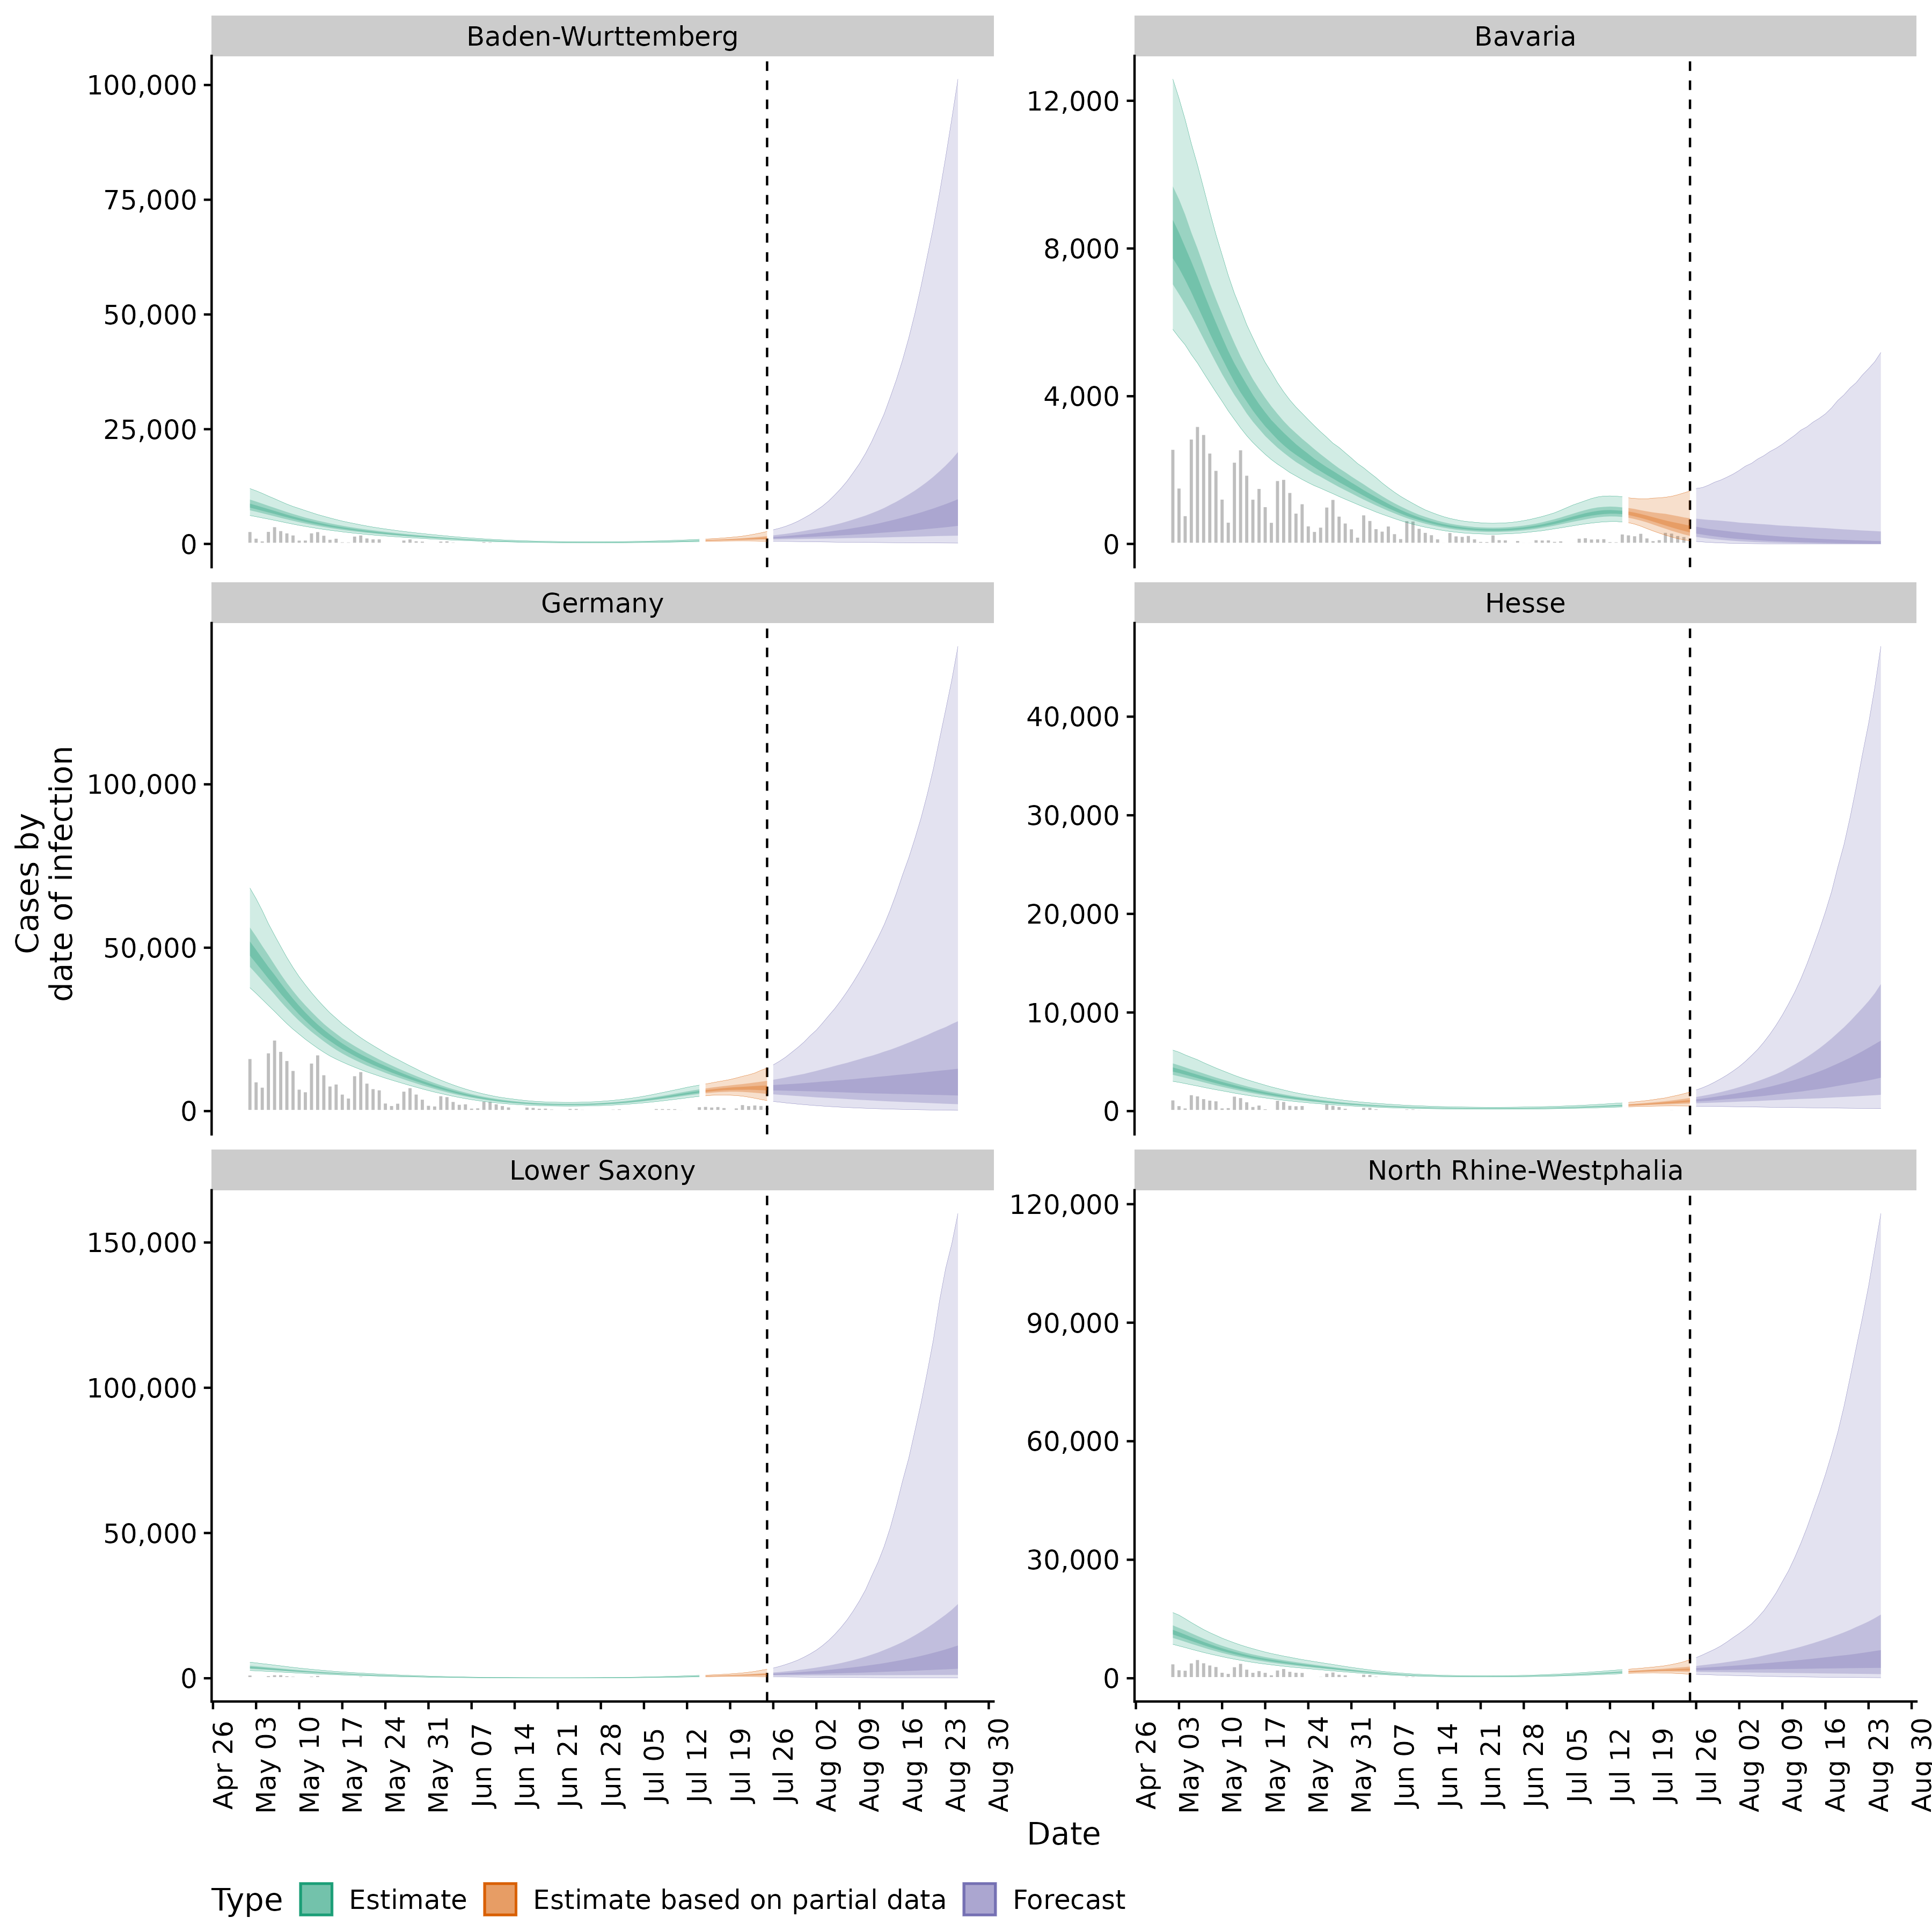 Baden-Wurttemberg
100,000
75,000
50,000
25,000
0
Bavaria
12,000
8,000
4,000
0
Germany
100,000
50,000
0
Hesse
40,000
30,000
20,000
10,000
0
Cases by
date of infection
Lower Saxony
150,000
100,000
50,000
0
North Rhine-Westphalia
120,000
90,000
60,000
30,000
0
Apr 26
May 03
May 10
May 17
May 24
May 31
Jun 07
Jun 14
Jun 21
Jun 28
Jul 05
Jul 12
Jul 19
Jul 26
Aug 02
Aug 09
Aug 16
Aug 23
Aug 30
Apr 26
May 03
May 10
May 17
May 24
May 31
Jun 07
Jun 14
Jun 21
Jun 28
Jul 05
Jul 12
Jul 19
Jul 26
Aug 02
Aug 09
Aug 16
Aug 23
Aug 30
Date
Type Estimate Estimate based on partial data Forecast